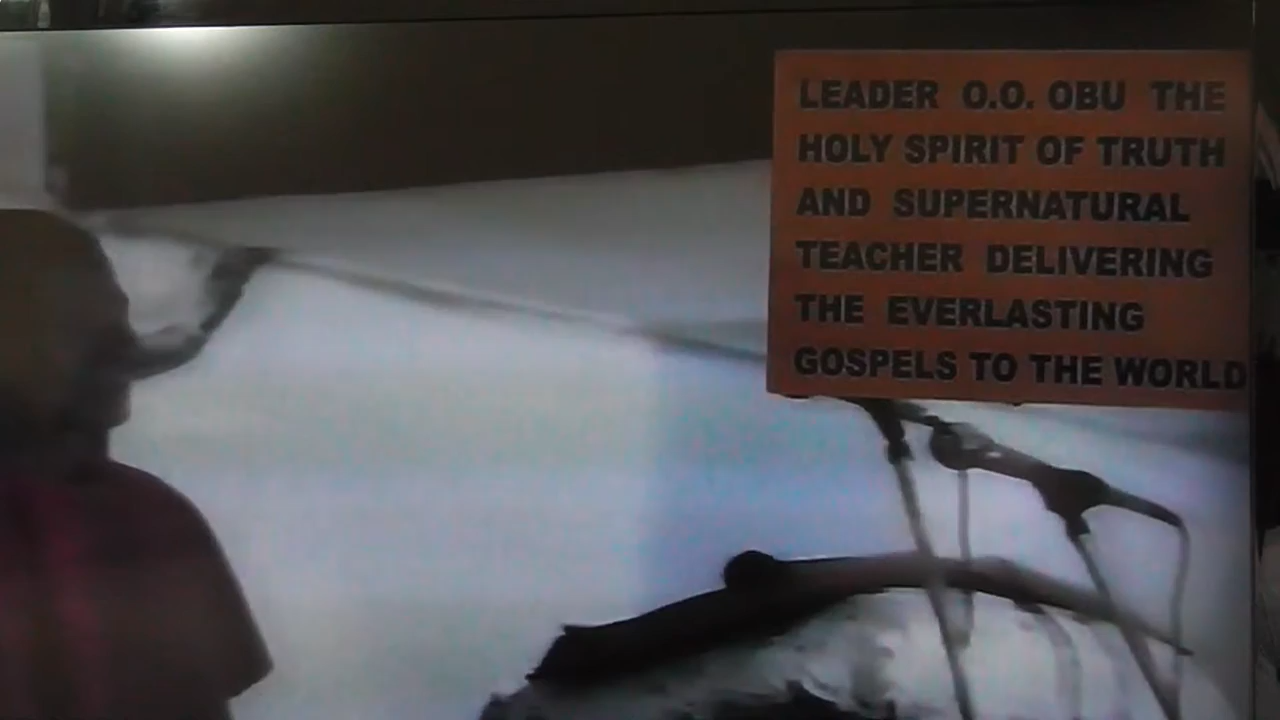 LEADER O.O. OBU THE
HOLY SPIRIT OF TRUTH
AND SUPERNATURAL
TEACHER DELIVERING
THE EVERLASTING
GOSPELS TO THE WORLD